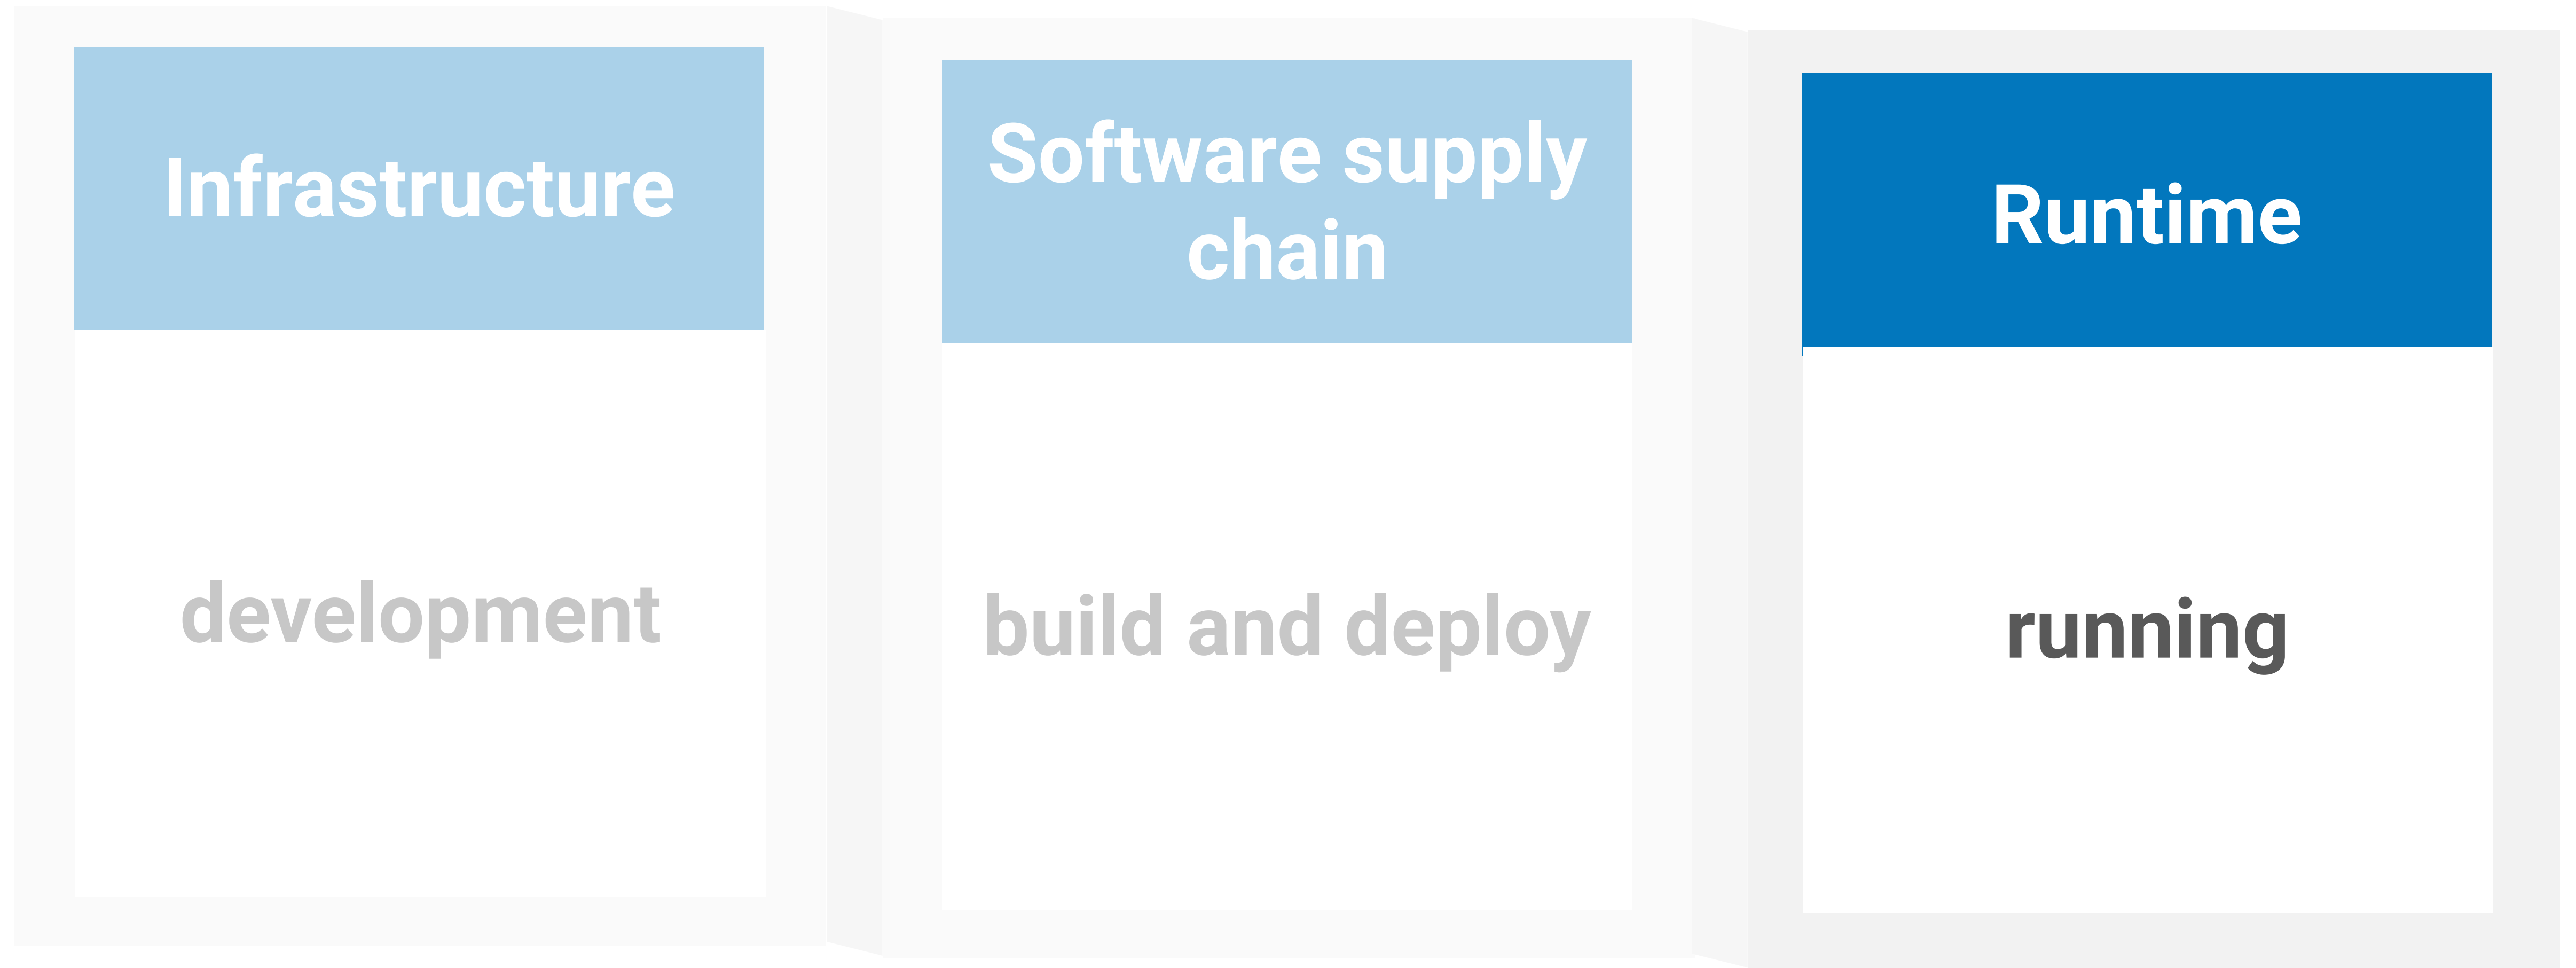 Infrastructure
development
Software supply
chain
build and deploy
Runtime
running